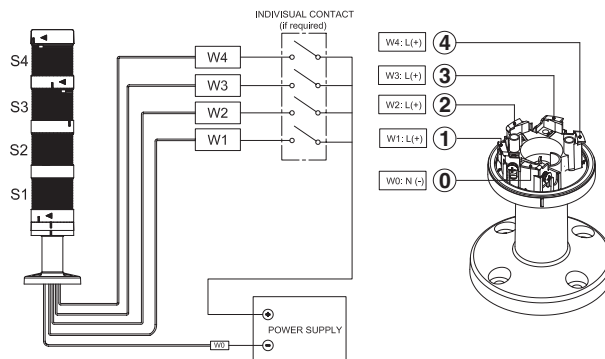 INDIVISUAL CONTACT
(if required)
S4
S3
S2
S1
W4
W3
W2
W1
W0
+
POWER SUPPLY
−
W4: L(+) 4
W3: L(+) 3
W2: L(+) 2
W1: L(+) 1
W0: N (-) 0